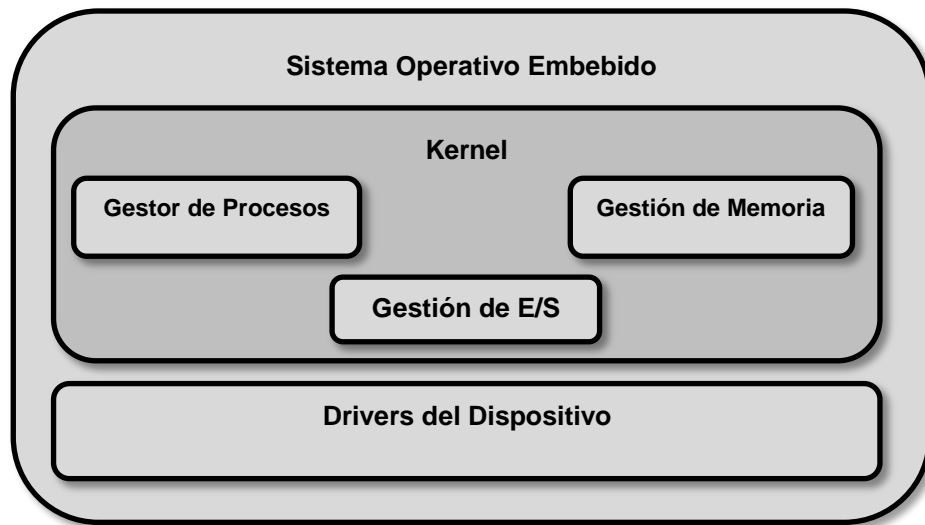 Sistema Operativo Embebido
Kernel
Gestor de Procesos
Gestión de Memoria
Gestión de E/S
Drivers del Dispositivo